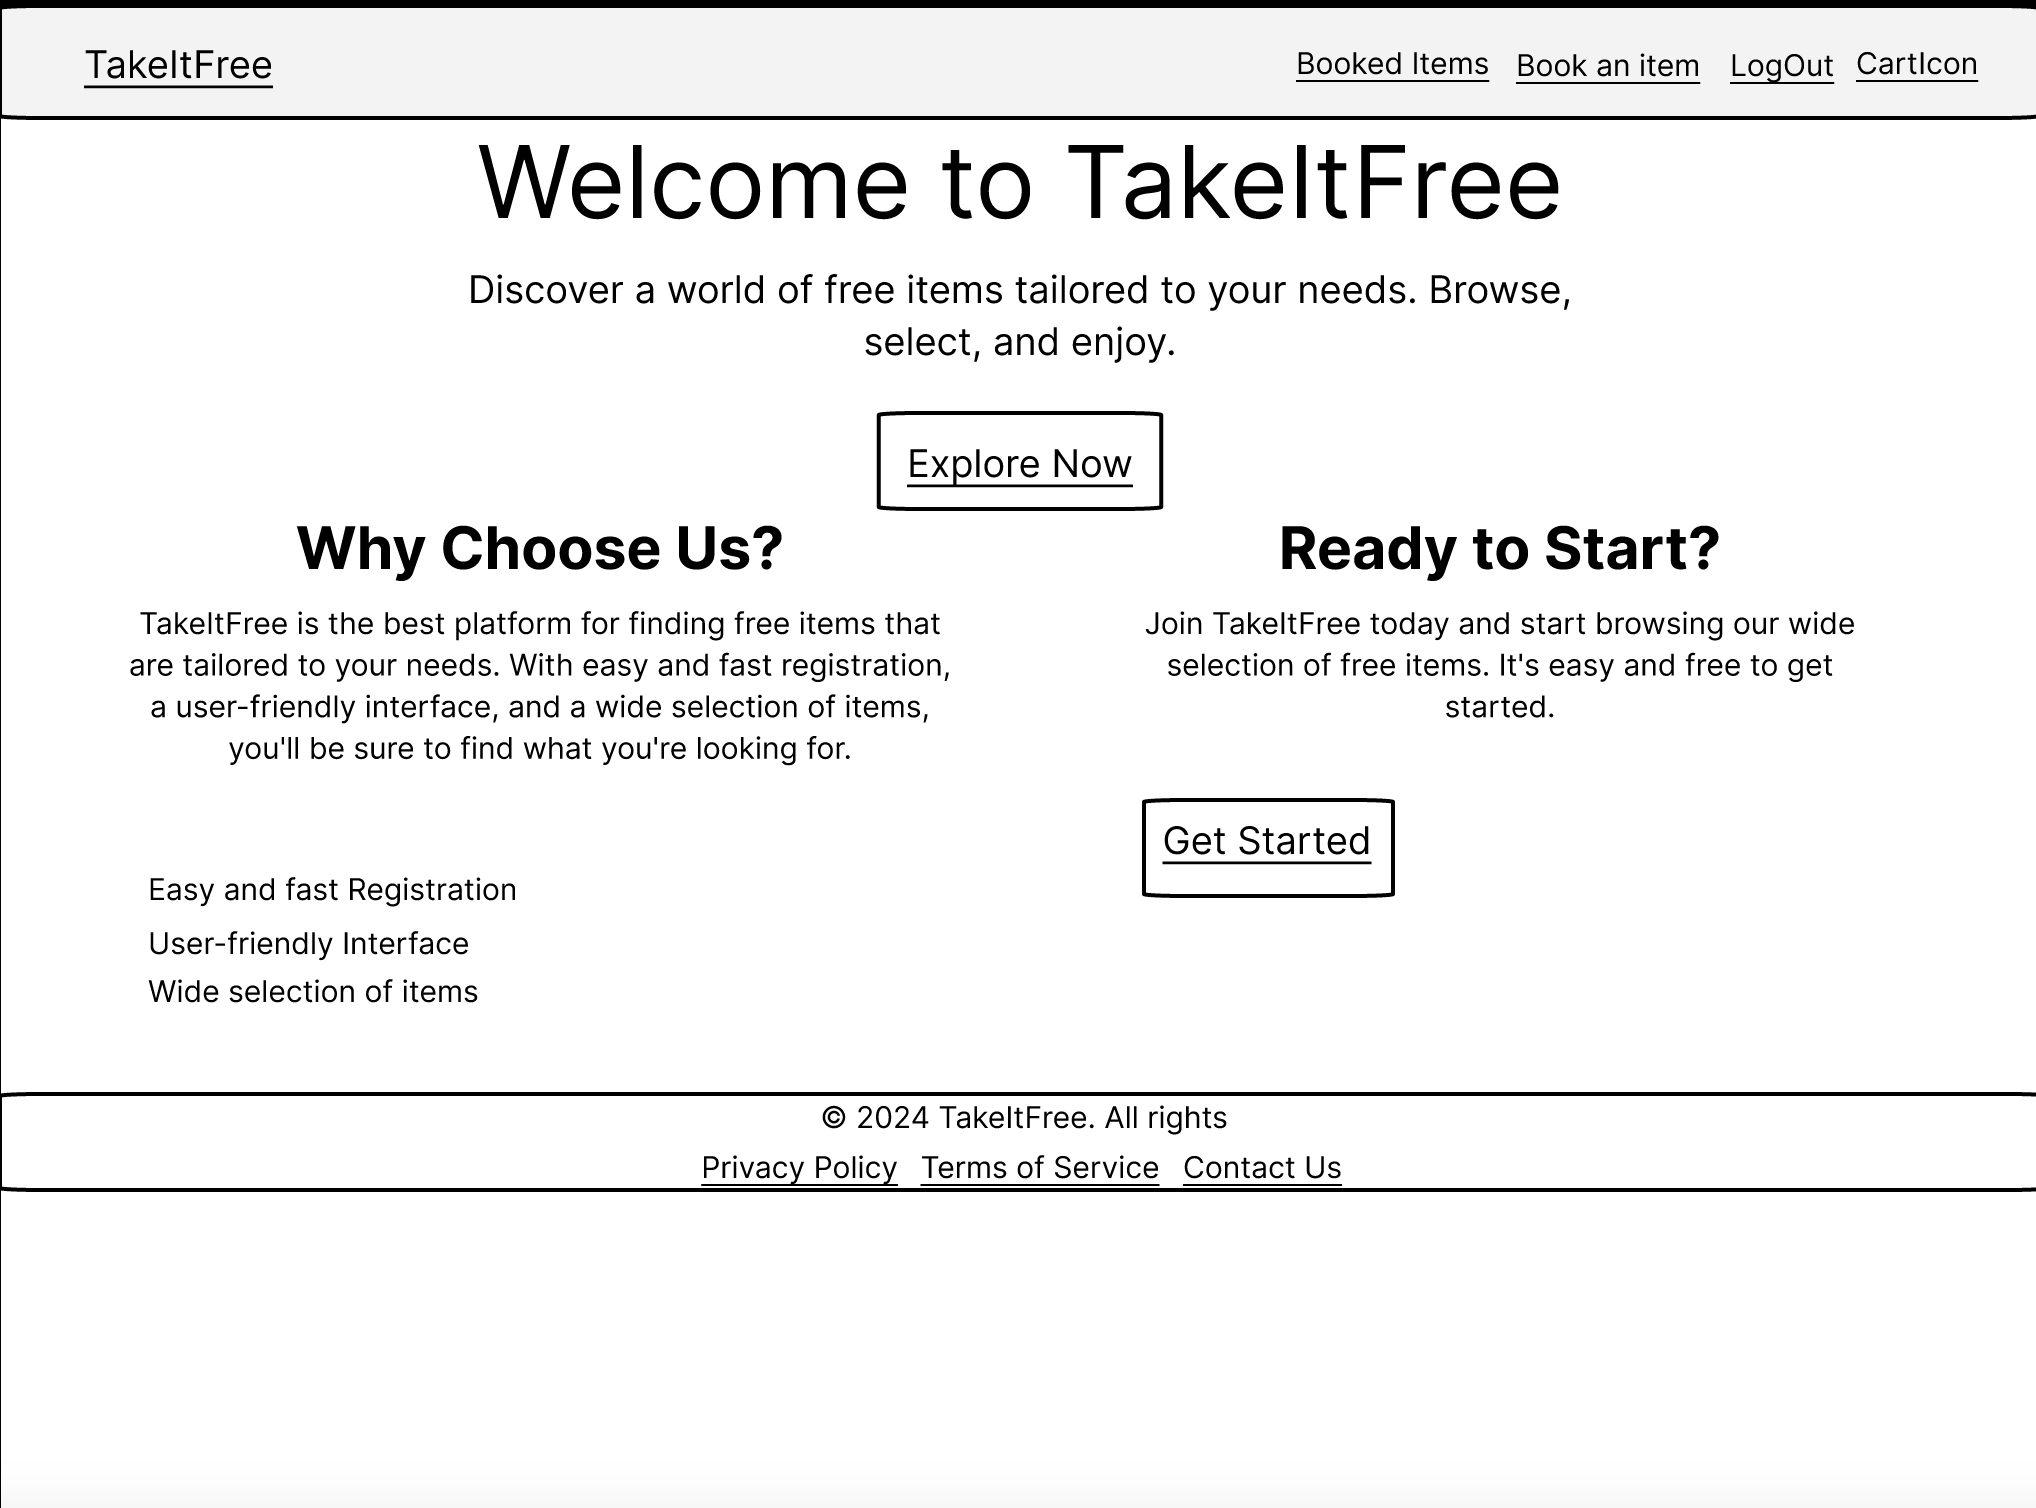 TakeItFree
Booked Items Book an item LogOut CartIcon
Welcome to TakeItFree
Discover a world of free items tailored to your needs. Browse,
select, and enjoy.
Explore Now
Why Choose Us?
TakeItFree is the best platform for finding free items that
are tailored to your needs. With easy and fast registration,
a user-friendly interface, and a wide selection of items,
you'll be sure to find what you're looking for.
Easy and fast Registration
User-friendly Interface
Wide selection of items
Ready to Start?
Join TakeItFree today and start browsing our wide
selection of free items. It's easy and free to get
started.
Get Started
© 2024 TakeItFree. All rights
Privacy Policy Terms of Service Contact Us